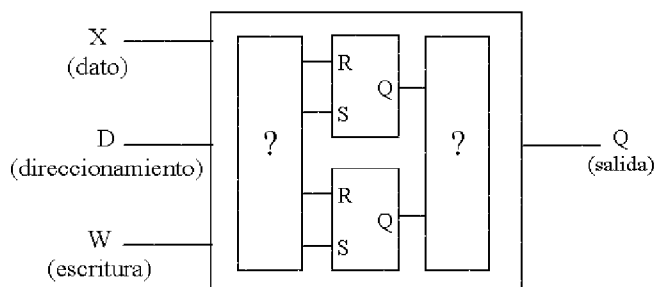 X
(dato)
D
(direccionamiento)
W
(escritura)
?
R
S
Q
R
S
Q
?
Q
(salida)